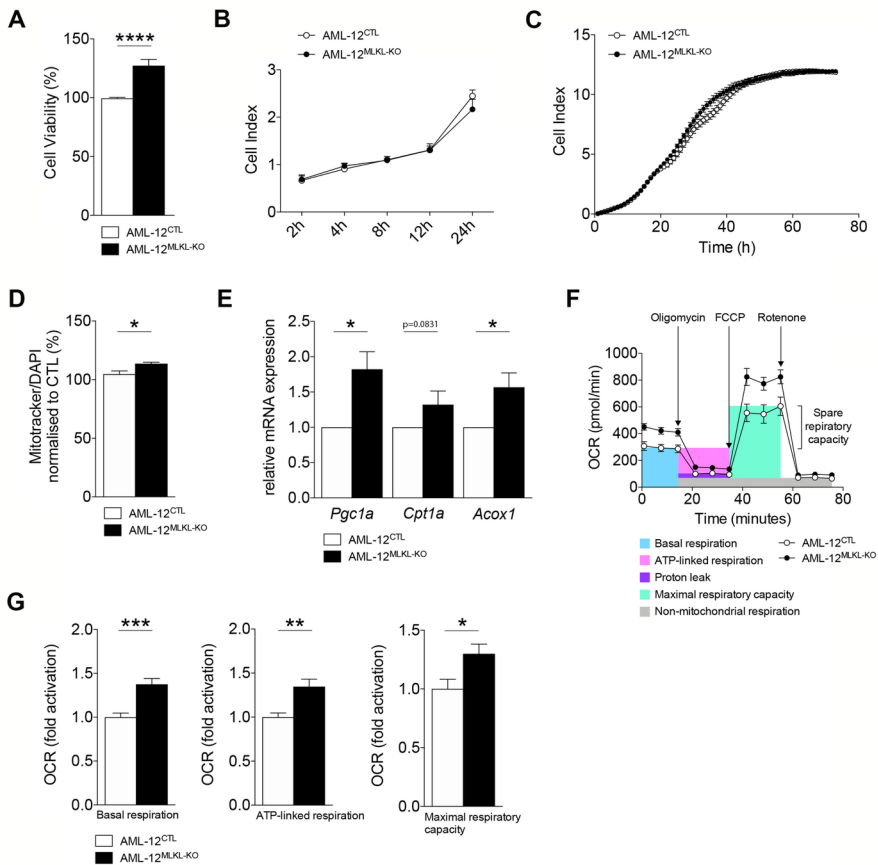 A
****
150
100
50
0
Cell Viability (%)
AML-12CTL
AML-12MLKL-KO
B
AML-12CTL
AML-12MLKL-KO
3
2
1
0
Cell Index
2h
4h
8h
12h
24h
C
AML-12CTL
AML-12MLKL-KO
15
10
5
0
Cell Index
0
20
40
60
80
Time (h)
D
*
150
100
50
0
Mitotracker/DAPI
normalised to CTL (%)
AML-12CTL
AML-12MLKL-KO
E
2.5
2.0
1.5
1.0
0.5
0.0
relative mRNA expression
*
p=0.0831
*
Pgc1a
Cpt1a
Acox1
AML-12CTL
AML-12MLKL-KO
F
Oligomycin
FCCP
Rotenone
1000
800
600
400
200
0
OCR (pmol/min)
Spare
respiratory
capacity
0
20
40
60
80
Time (minutes)
Basal respiration
ATP-linked respiration
Proton leak
Maximal respiratory capacity
Non-mitochondrial respiration
AML-12CTL
AML-12MLKL-KO
G
***
2.0
1.5
1.0
0.5
0.0
OCR (fold activation)
Basal respiration
AML-12CTL
AML-12MLKL-KO
**
2.0
1.5
1.0
0.5
0.0
OCR (fold activation)
ATP-linked respiration
*
1.5
1.0
0.5
0.0
OCR (fold activation)
Maximal respiratory
capacity